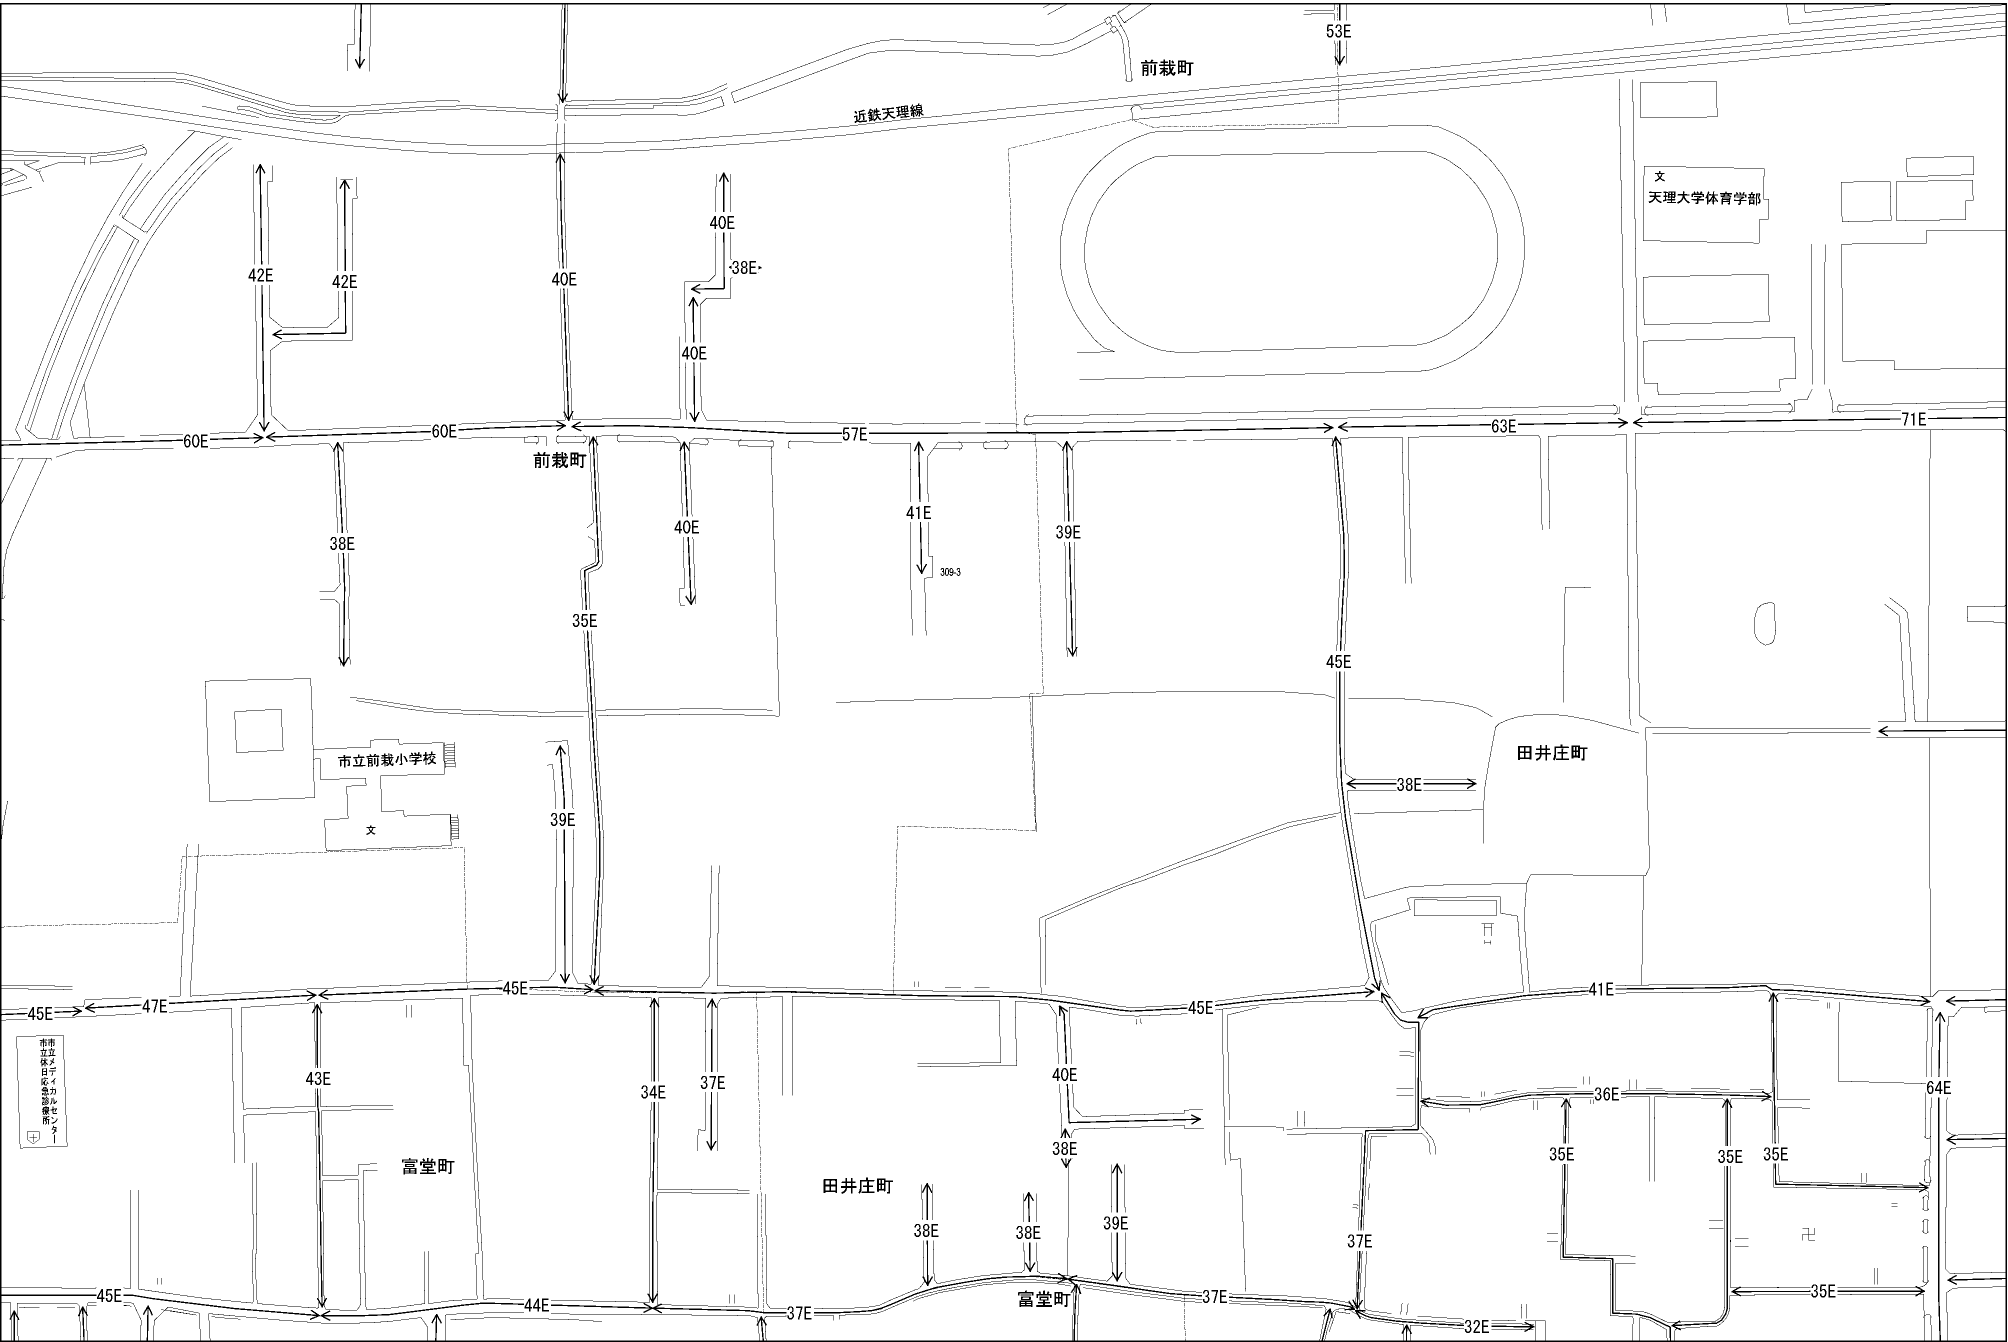 53E
前栽町
近鉄天理線
文
天理大学体育学部
40E
42E
42E
40E
38E
40E
60E
60E
57E
63E
71E
前栽町
38E
40E
41E
39E
309-3
35E
45E
市立前栽小学校
文
田井庄町
38E
39E
45E
47E
45E
45E
41E
市立メディカルセンター
市立休日応急診療所
43E
34E
37E
40E
36E
64E
38E
35E
35E
35E
富堂町
田井庄町
38E
38E
39E
37E
45E
44E
37E
富堂町
37E
35E
32E